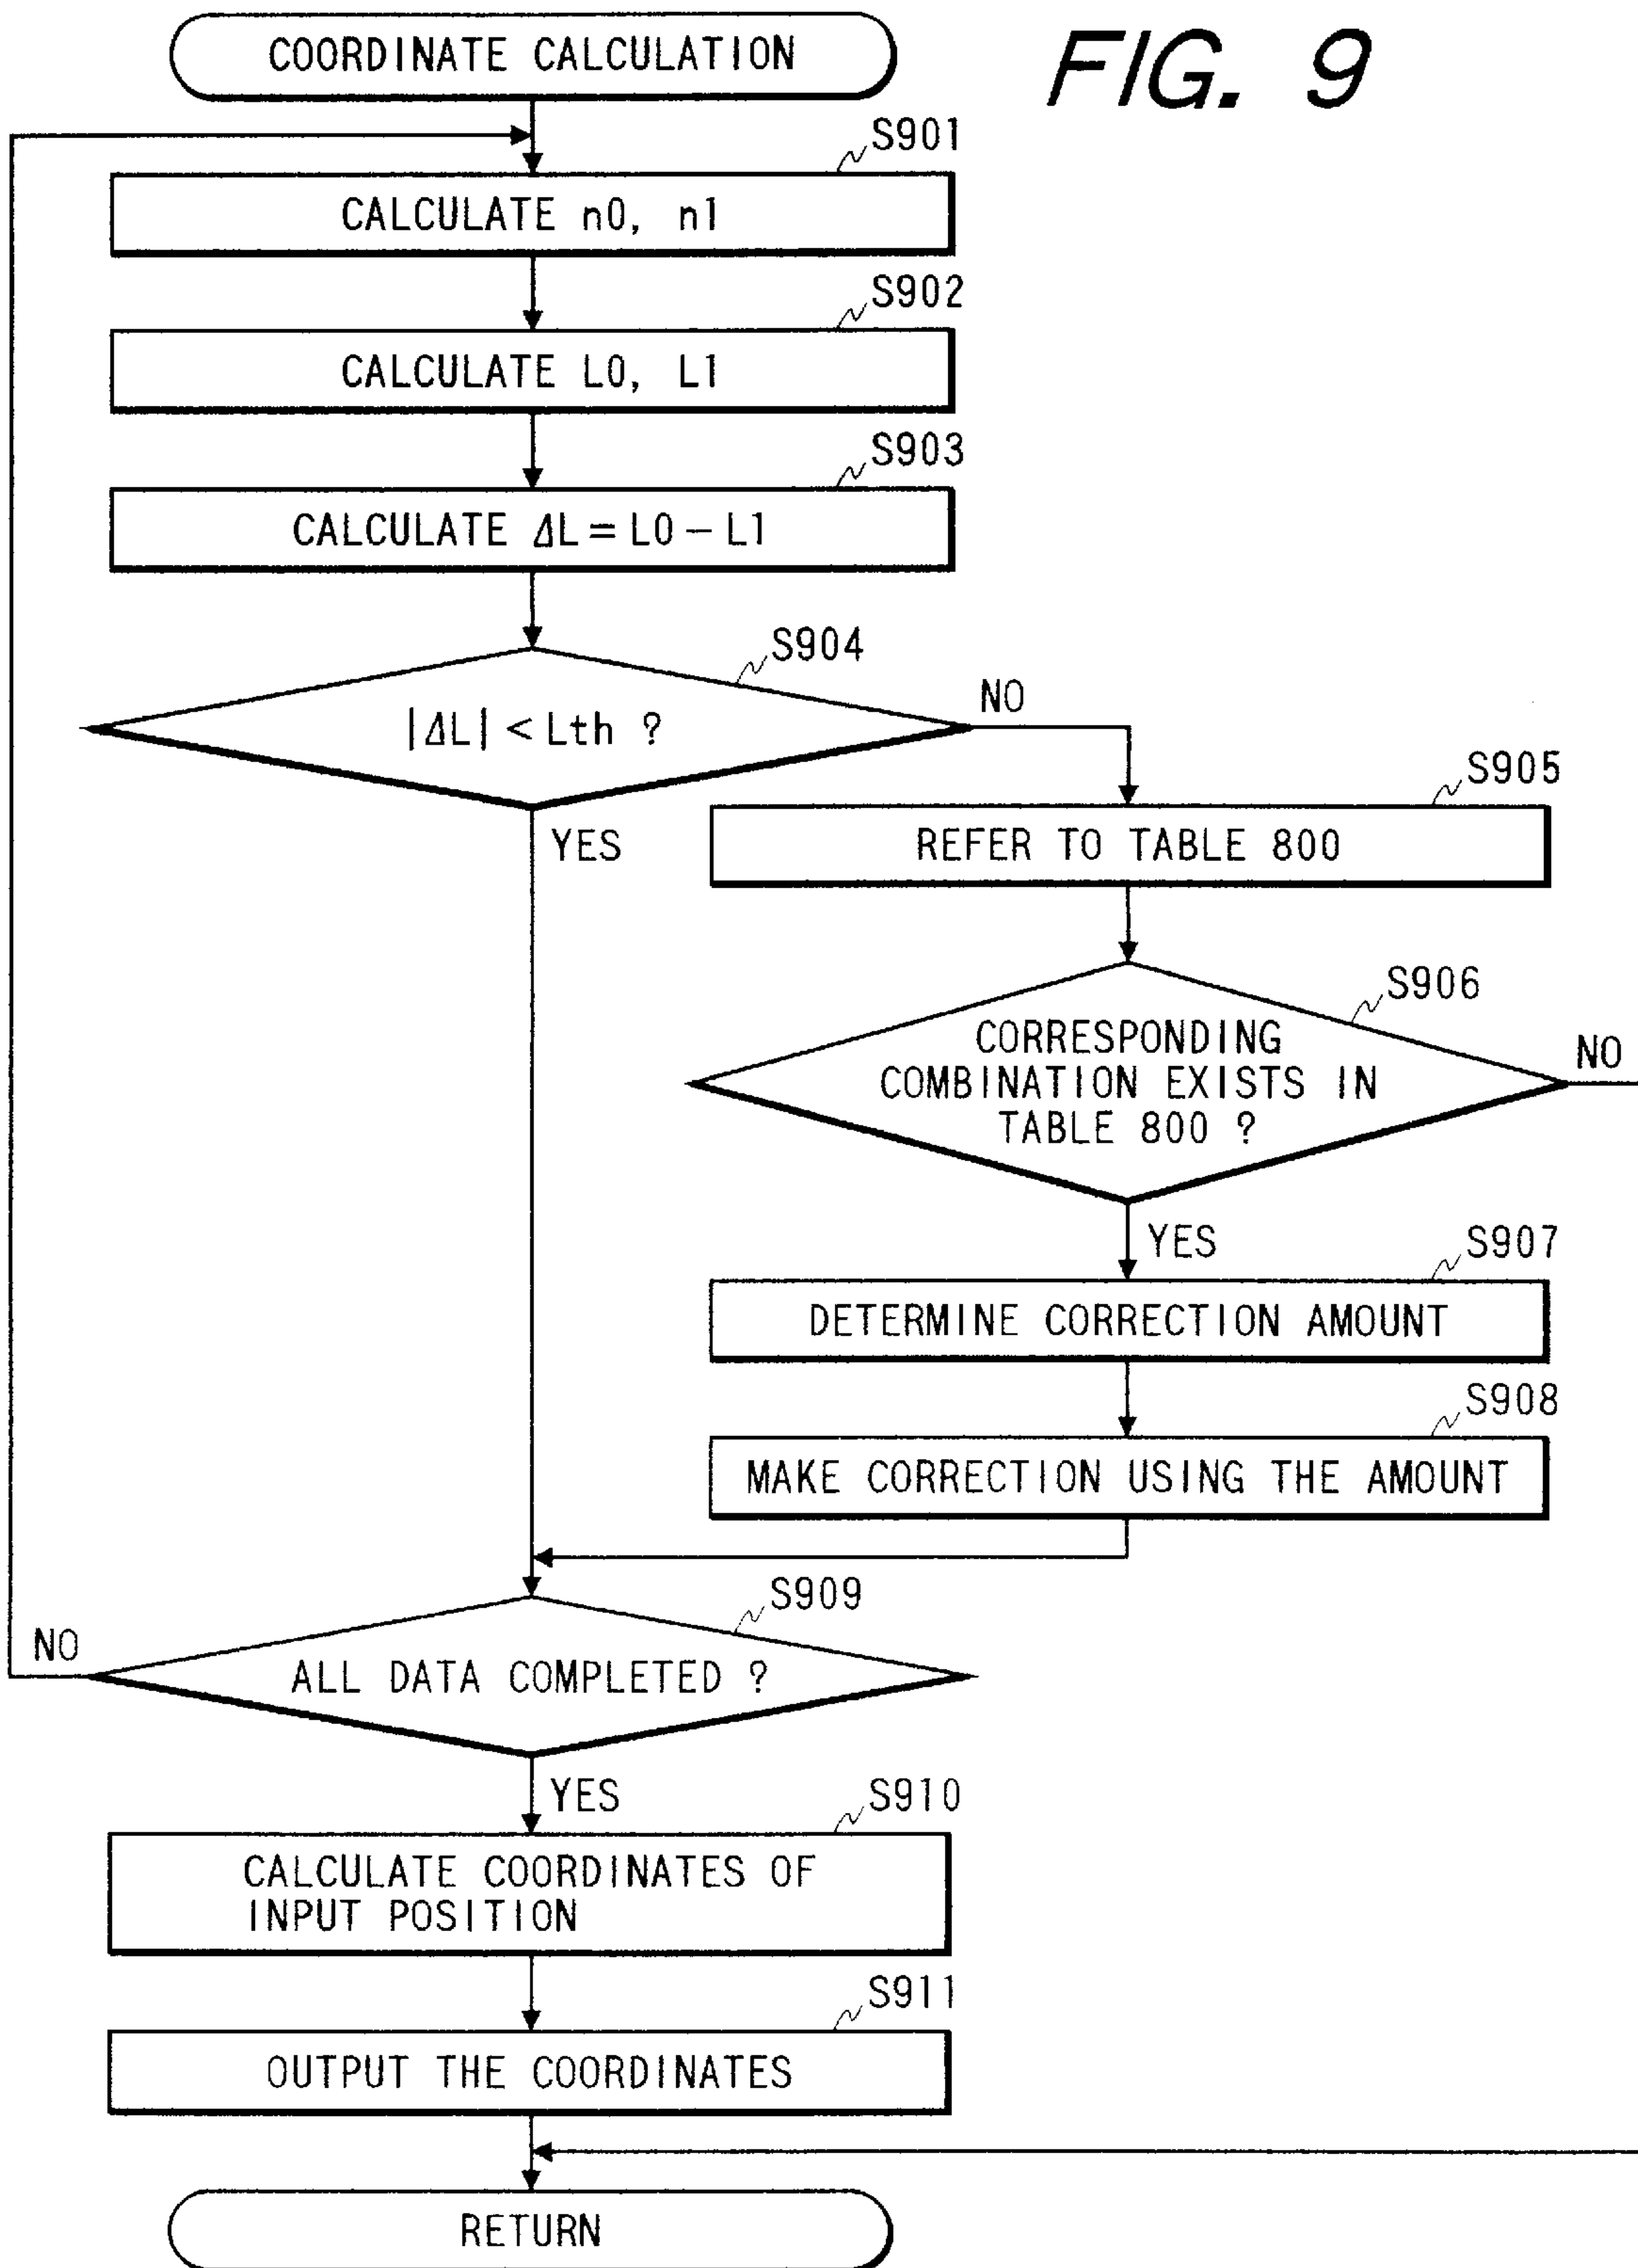 COORDINATE CALCULATION
FIG. 9
S901
CALCULATE n0, n1
S902
CALCULATE L0, L1
S903
CALCULATE ΔL = L0 − L1
S904
|ΔL| < Lth ?
NO
YES
S905
REFER TO TABLE 800
S906
CORRESPONDING
COMBINATION EXISTS IN
TABLE 800 ?
NO
YES
S907
DETERMINE CORRECTION AMOUNT
S908
MAKE CORRECTION USING THE AMOUNT
S909
ALL DATA COMPLETED ?
NO
YES
S910
CALCULATE COORDINATES OF
INPUT POSITION
S911
OUTPUT THE COORDINATES
RETURN